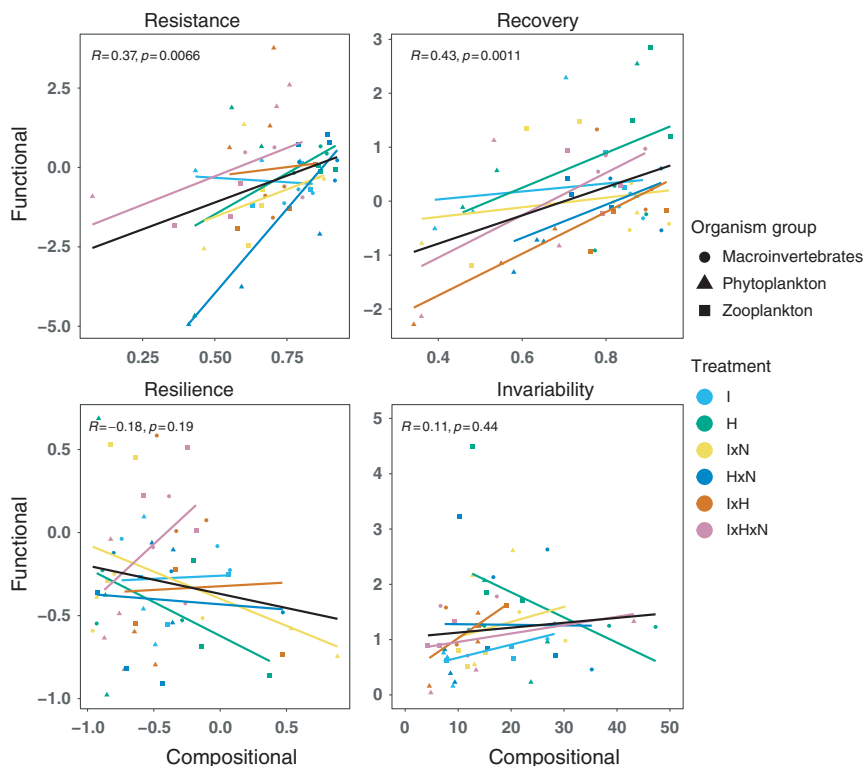 Resistance
Recovery
R=0.37, p=0.0066
R=0.43, p=0.0011
Functional
2.5
0.0
−2.5
−5.0
3
2
1
0
−1
−2
0.25 0.50 0.75
0.4 0.6 0.8
Resilience
Invariability
R=−0.18, p=0.19
R=0.11, p=0.44
Functional
0.5
0.0
−0.5
−1.0
5
4
3
2
1
0
−1.0 −0.5 0.0 0.5
0 10 20 30 40 50
Compositional
Compositional
Organism group
Macroinvertebrates
Phytoplankton
Zooplankton
Treatment
I
H
IxN
HxN
IxH
IxHxN